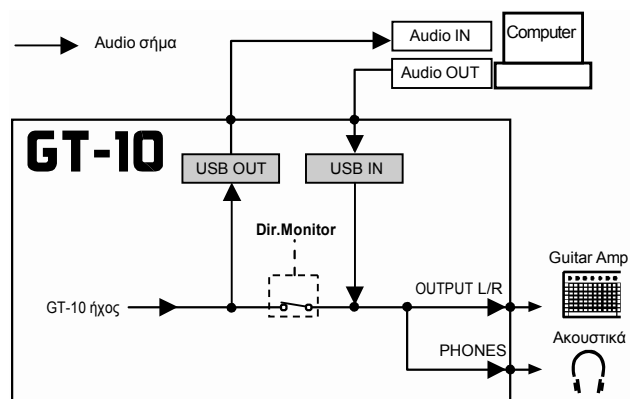 Audio σήμα
Audio IN
Computer
Audio OUT
GT-10
USB OUT
USB IN
Dir.Monitor
Guitar Amp
GT-10 ήχος
OUTPUT L/R
Ακουστικά
PHONES